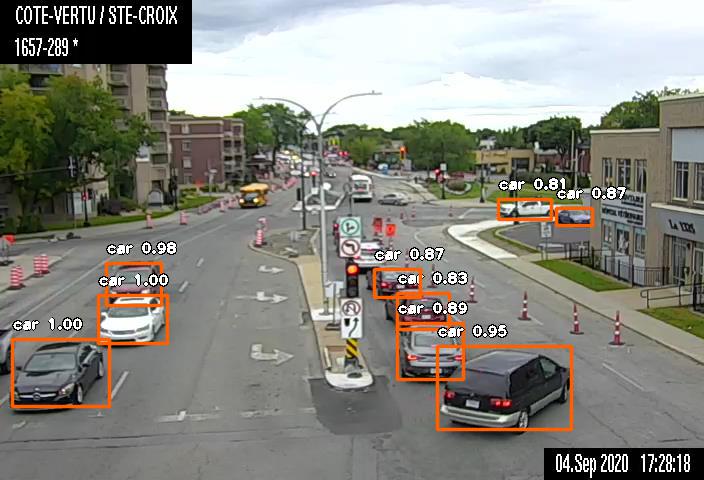 COTE-VERTU / STE-CROIX
1657-289 *
car 0.81
car 0.87
car 0.98
car 0.87
car 1.00
car 0.83
car 0.89
car 1.00
car 0.95
04.Sep 2020 17:28:18